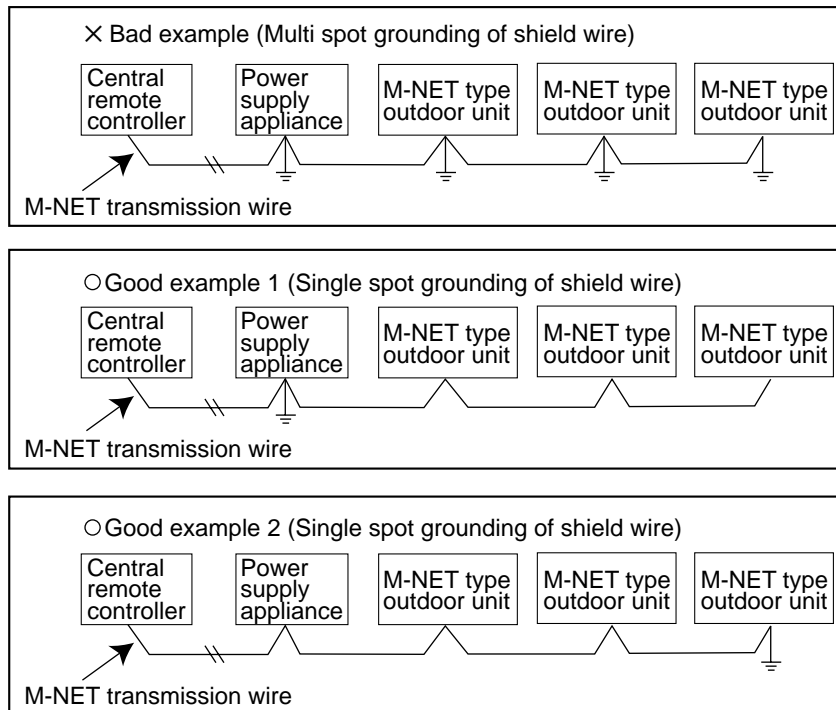 × Bad example (Multi spot grounding of shield wire)
Central remote controller
Power supply appliance
M-NET type outdoor unit
M-NET type outdoor unit
M-NET type outdoor unit
M-NET transmission wire
○Good example 1 (Single spot grounding of shield wire)
Central remote controller
Power supply appliance
M-NET type outdoor unit
M-NET type outdoor unit
M-NET type outdoor unit
M-NET transmission wire
○Good example 2 (Single spot grounding of shield wire)
Central remote controller
Power supply appliance
M-NET type outdoor unit
M-NET type outdoor unit
M-NET type outdoor unit
M-NET transmission wire